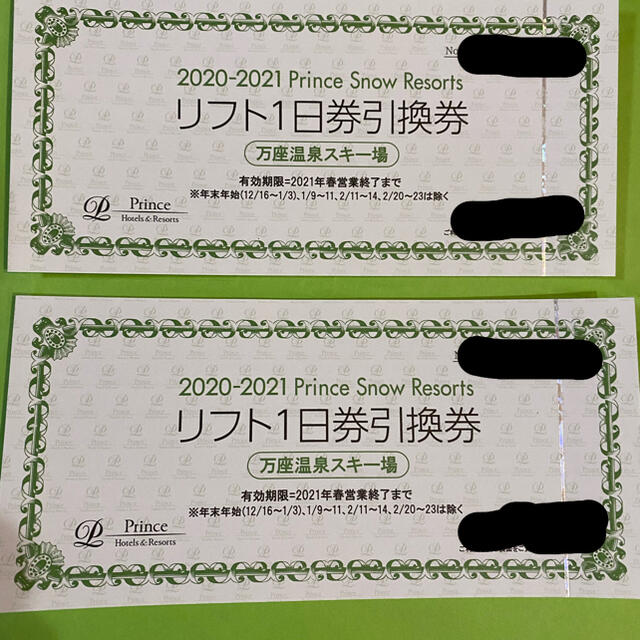 No
2020-2021 Prince Snow Resorts
リフト1日券引換券
万座温泉スキー場
有効期限=2021年春営業終了まで
※年末年始(12/16〜1/3)、1/9〜11、2/11〜14、2/20〜23は除く
Prince
Hotels & Resorts
2020-2021 Prince Snow Resorts
リフト1日券引換券
万座温泉スキー場
有効期限=2021年春営業終了まで
※年末年始(12/16〜1/3)、1/9〜11、2/11〜14、2/20〜23は除く
Prince
Hotels & Resorts